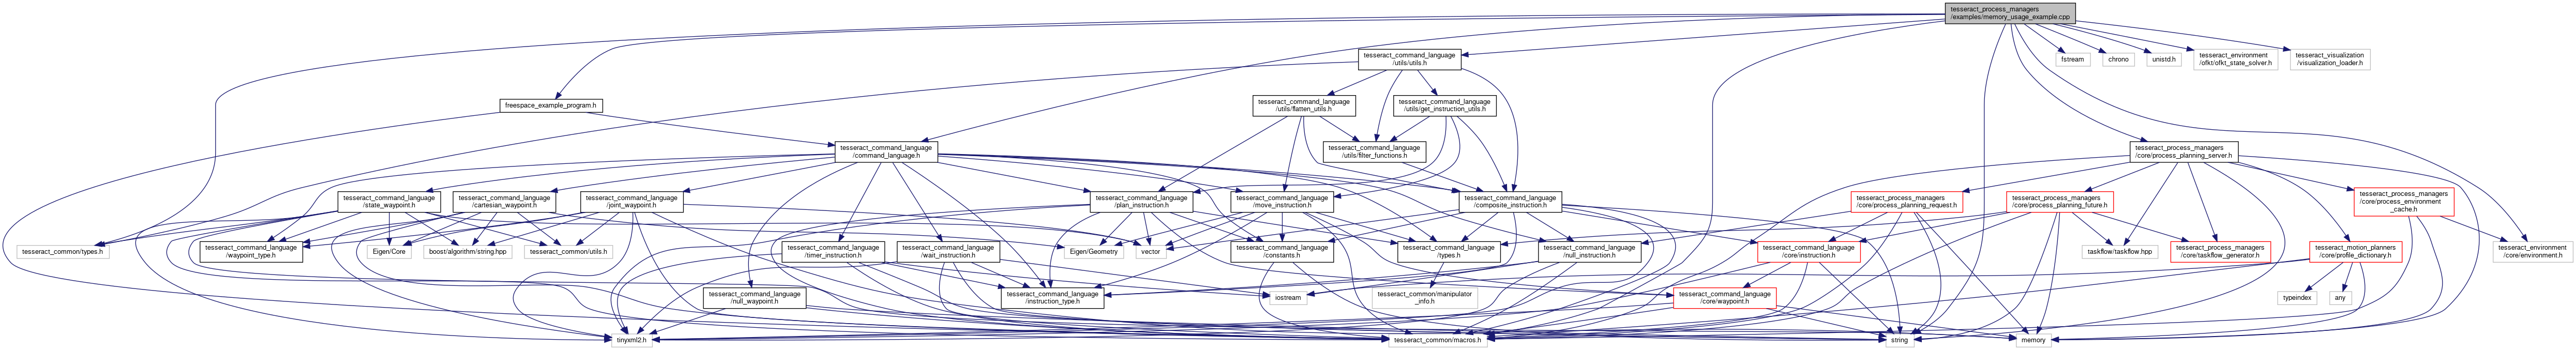 tesseract_process_managers
/examples/memory_usage_example.cpp
tesseract_command_language
/utils/utils.h
fstream
chrono
unistd.h
tesseract_environment
/ofkt/ofkt_state_solver.h
tesseract_visualization
/visualization_loader.h
freespace_example_program.h
tesseract_command_language
/utils/flatten_utils.h
tesseract_command_language
/utils/get_instruction_utils.h
tesseract_command_language
/command_language.h
tesseract_command_language
/utils/filter_functions.h
tesseract_process_managers
/core/process_planning_server.h
tesseract_command_language
/state_waypoint.h
tesseract_command_language
/cartesian_waypoint.h
tesseract_command_language
/joint_waypoint.h
tesseract_command_language
/plan_instruction.h
tesseract_command_language
/move_instruction.h
tesseract_command_language
/composite_instruction.h
tesseract_process_managers
/core/process_planning_request.h
tesseract_process_managers
/core/process_planning_future.h
tesseract_process_managers
/core/process_environment
_cache.h
tesseract_common/types.h
tesseract_command_language
/waypoint_type.h
Eigen/Core
boost/algorithm/string.hpp
tesseract_common/utils.h
tesseract_command_language
/timer_instruction.h
tesseract_command_language
/wait_instruction.h
Eigen/Geometry
vector
tesseract_command_language
/constants.h
tesseract_command_language
/types.h
tesseract_command_language
/null_instruction.h
tesseract_command_language
/core/instruction.h
taskflow/taskflow.hpp
tesseract_process_managers
/core/taskflow_generator.h
tesseract_motion_planners
/core/profile_dictionary.h
tesseract_environment
/core/environment.h
tesseract_command_language
/null_waypoint.h
tesseract_command_language
/instruction_type.h
iostream
tesseract_common/manipulator
_info.h
tesseract_command_language
/core/waypoint.h
typeindex
any
tinyxml2.h
tesseract_common/macros.h
string
memory